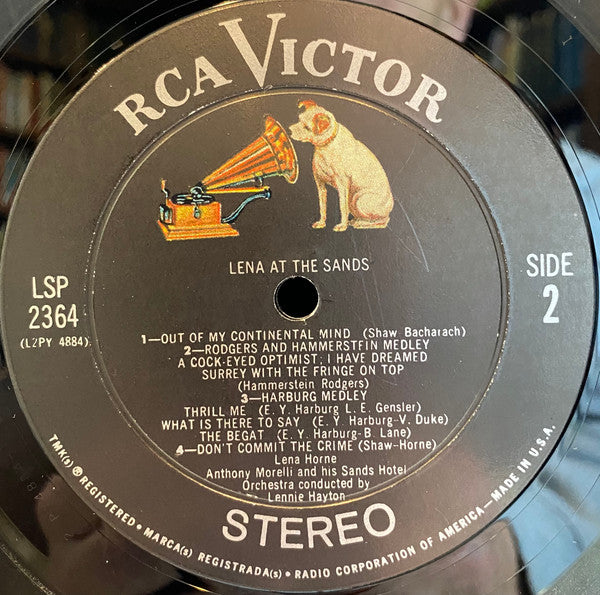 RCA VICTOR
LENA AT THE SANDS
LSP
2364
(L2PY 4884)
SIDE
2
1—OUT OF MY CONTINENTAL MIND (Shaw Bacharach)
2—RODGERS AND HAMMERSTFIN MEDLEY
A COCK-EYED OPTIMIST; I HAVE DREAMED
SURREY WITH THE FRINGE ON TOP
(Hammerstein Rodgers)
3—HARBURG MEDLEY
THRILL ME (E. Y. Harburg L. E. Gensler)
WHAT IS THERE TO SAY (E. Y. Harburg-V. Duke)
THE BEGAT (E. Y. Harburg-B. Lane)
4—DON'T COMMIT THE CRIME (Shaw-Horne)
Lena Horne
Anthony Morelli and his Sands Hotel
Orchestra conducted by
Lennie Hayton
STEREO
TMK(s) ® REGISTERED • MARCA(s) REGISTRADA(s) • RADIO CORPORATION OF AMERICA—MADE IN U.S.A.